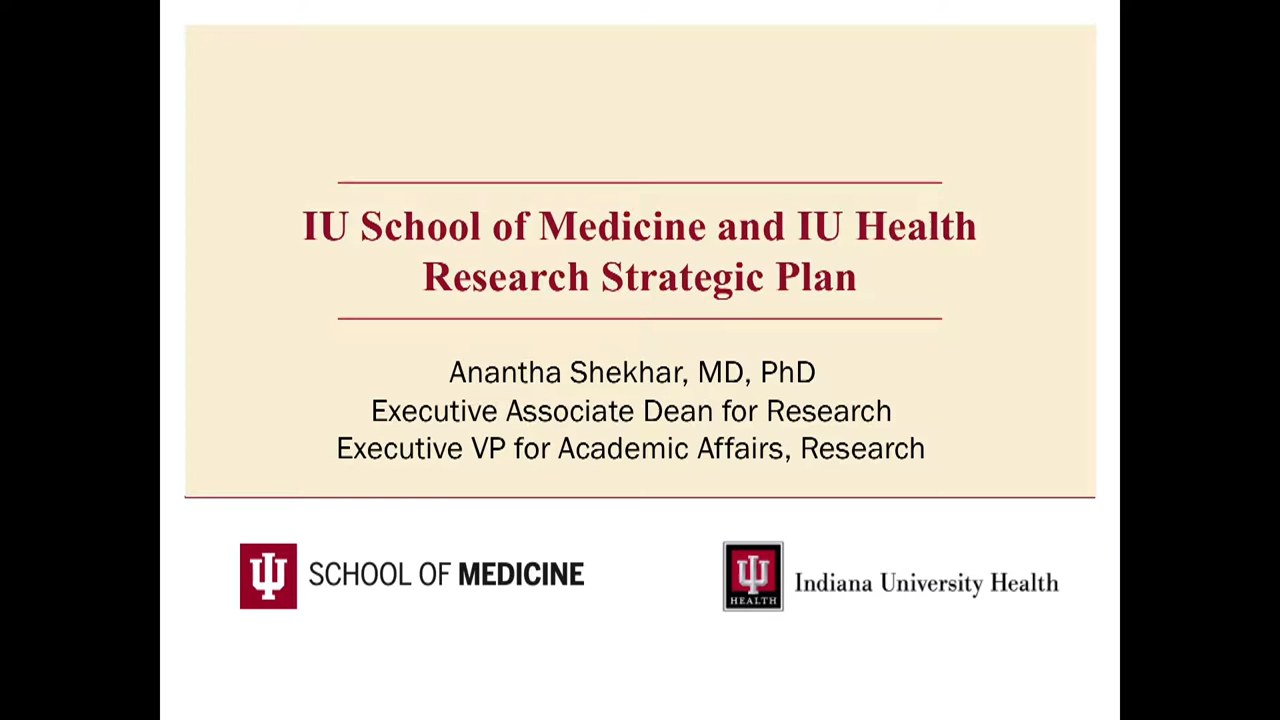 IU School of Medicine and IU Health
Research Strategic Plan
Anantha Shekhar, MD, PhD
Executive Associate Dean for Research
Executive VP for Academic Affairs, Research
SCHOOL OF MEDICINE
HEALTH
Indiana University Health